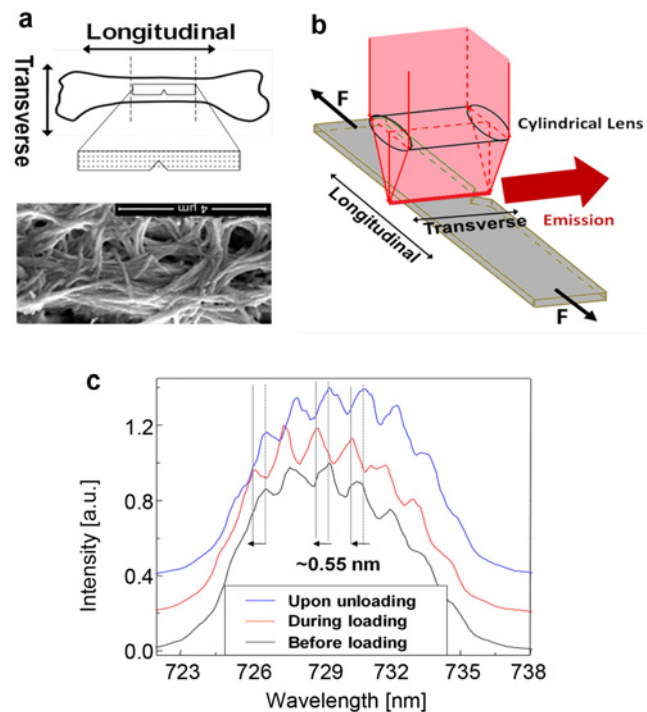 a
Longitudinal
Transverse
4 µm
b
F
Cylindrical Lens
Longitudinal
Transverse
Emission
F
c
Intensity [a.u.]
1.2
0.8
0.4
0.0
~0.55 nm
Upon unloading
During loading
Before loading
723 726 729 732 735 738
Wavelength [nm]